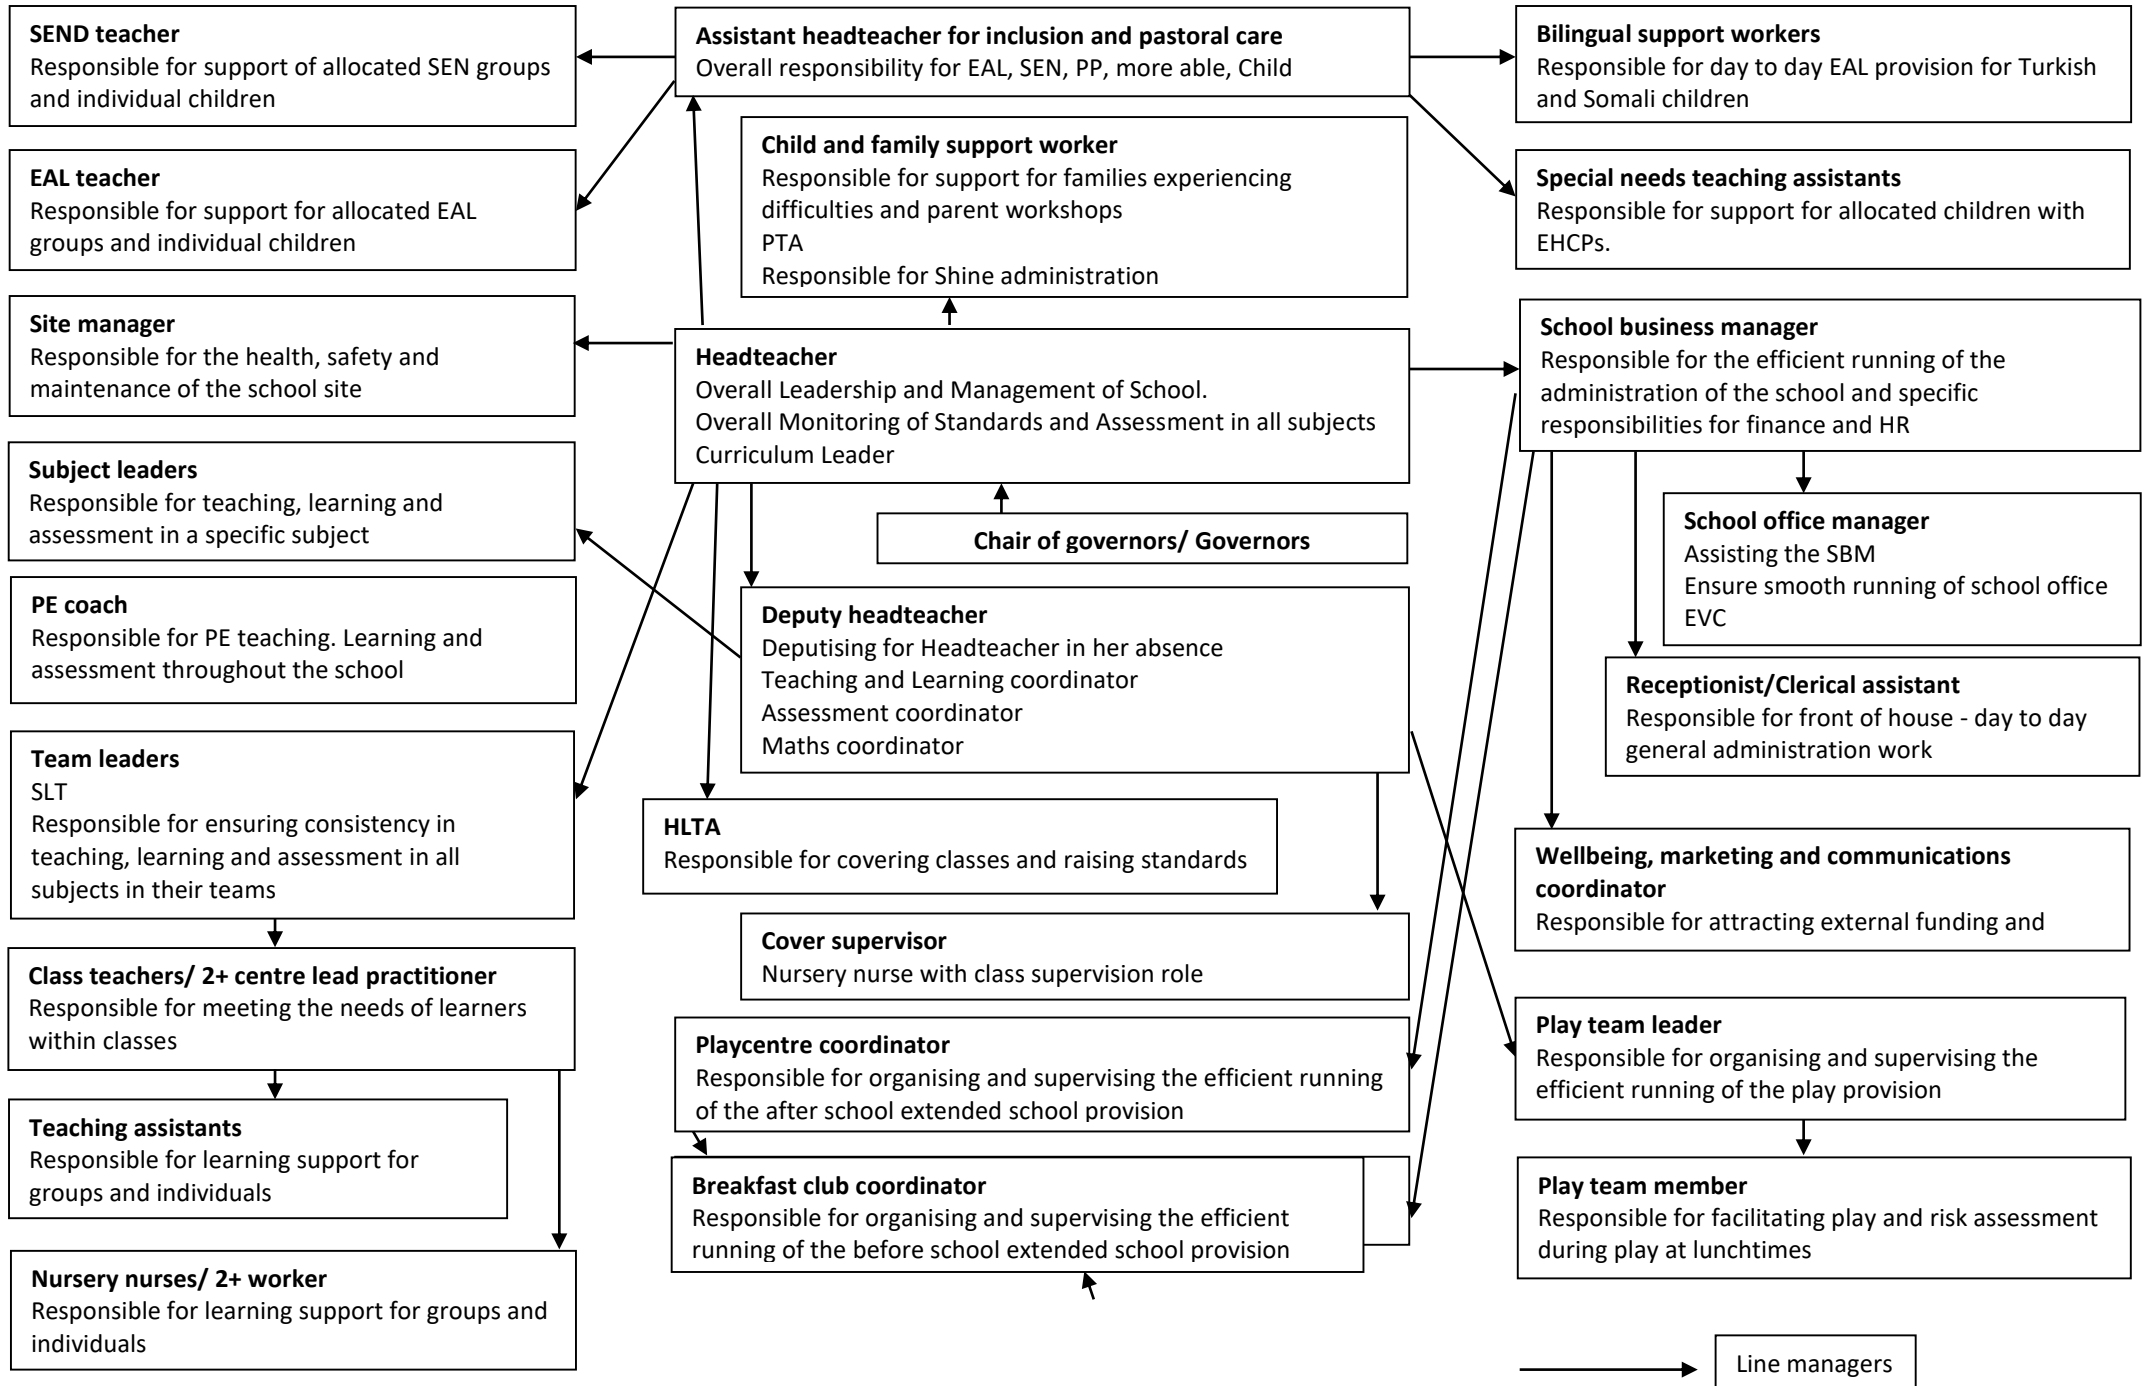 SEND teacher
Responsible for support of allocated SEN groups
and individual children
Assistant headteacher for inclusion and pastoral care
Overall responsibility for EAL, SEN, PP, more able, Child
Bilingual support workers
Responsible for day to day EAL provision for Turkish
and Somali children
EAL teacher
Responsible for support for allocated EAL
groups and individual children
Child and family support worker
Responsible for support for families experiencing
difficulties and parent workshops
PTA
Responsible for Shine administration
Special needs teaching assistants
Responsible for support for allocated children with
EHCPs.
Site manager
Responsible for the health, safety and
maintenance of the school site
Headteacher
Overall Leadership and Management of School.
Overall Monitoring of Standards and Assessment in all subjects
Curriculum Leader
School business manager
Responsible for the efficient running of the
administration of the school and specific
responsibilities for finance and HR
Subject leaders
Responsible for teaching, learning and
assessment in a specific subject
Chair of governors/ Governors
School office manager
Assisting the SBM
Ensure smooth running of school office
EVC
PE coach
Responsible for PE teaching. Learning and
assessment throughout the school
Deputy headteacher
Deputising for Headteacher in her absence
Teaching and Learning coordinator
Assessment coordinator
Maths coordinator
Receptionist/Clerical assistant
Responsible for front of house - day to day
general administration work
Team leaders
SLT
Responsible for ensuring consistency in
teaching, learning and assessment in all
subjects in their teams
HLTA
Responsible for covering classes and raising standards
Wellbeing, marketing and communications
coordinator
Responsible for attracting external funding and
Class teachers/ 2+ centre lead practitioner
Responsible for meeting the needs of learners
within classes
Cover supervisor
Nursery nurse with class supervision role
Playcentre coordinator
Responsible for organising and supervising the efficient running
of the after school extended school provision
Play team leader
Responsible for organising and supervising the
efficient running of the play provision
Teaching assistants
Responsible for learning support for
groups and individuals
Breakfast club coordinator
Responsible for organising and supervising the efficient
running of the before school extended school provision
Play team member
Responsible for facilitating play and risk assessment
during play at lunchtimes
Nursery nurses/ 2+ worker
Responsible for learning support for groups and
individuals
Line managers